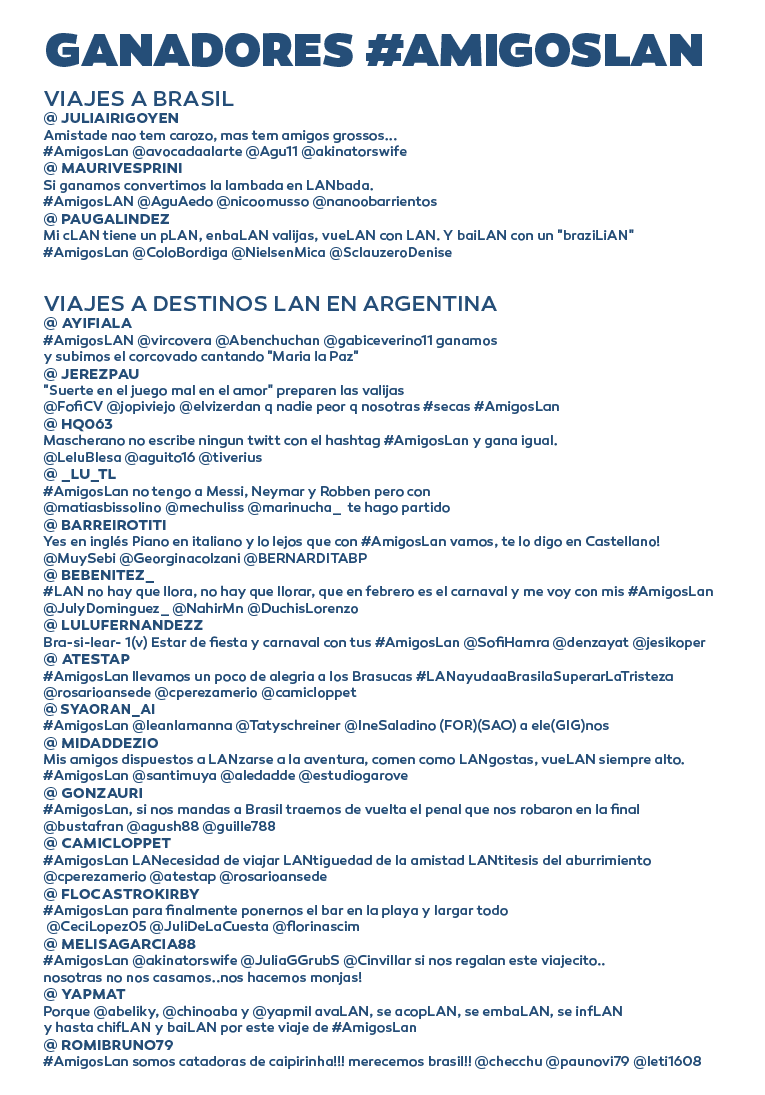 GANADORES #AMIGOSLAN
VIAJES A BRASIL
@ JULIAIRIGOYEN
Amistade nao tem carozo, mas tem amigos grossos...
#AmigosLan @avocadaalarte @Agu11 @akinatorswife
@ MAURIVESPRINI
Si ganamos convertimos la lambada en LANbada.
#AmigosLAN @AguAedo @nicoomusso @nanoobarrientos
@ PAUGALINDEZ
Mi cLAN tiene un pLAN, enbaLAN valijas, vueLAN con LAN. Y baiLAN con un "braziLiAN"
#AmigosLan @ColoBordiga @NielsenMica @SclauzeroDenise
VIAJES A DESTINOS LAN EN ARGENTINA
@ AYIFIALA
#AmigosLAN @vircovera @Abenchuchan @gabiceverino11 ganamos
y subimos el corcovado cantando "Maria la Paz"
@ JEREZPAU
"Suerte en el juego mal en el amor" preparen las valijas
@FofiCV @jopiviejo @elvizerdan q nadie peor q nosotras #secas #AmigosLan
@ HQ063
Mascherano no escribe ningun twitt con el hashtag #AmigosLan y gana igual.
@LeluBlesa @aguito16 @tiverius
@ _LU_TL
#AmigosLan no tengo a Messi, Neymar y Robben pero con
@matiasbissolino @mechuliss @marinucha_ te hago partido
@ BARREIROTITI
Yes en inglés Piano en italiano y lo lejos que con #AmigosLan vamos, te lo digo en Castellano!
@MuySebi @Georginacolzani @BERNARDITABP
@ BEBENITEZ_
#LAN no hay que llora, no hay que llorar, que en febrero es el carnaval y me voy con mis #AmigosLan
@JulyDominguez_ @NahirMn @DuchisLorenzo
@ LULUFERNANDEZZ
Bra-si-lear- 1(v) Estar de fiesta y carnaval con tus #AmigosLan @SofiHamra @denzayat @jesikoper
@ ATESTAP
#AmigosLan llevamos un poco de alegria a los Brasucas #LANayudaaBrasilaSuperarLaTristeza
@rosarioansede @cperezamerio @camicloppet
@ SYAORAN_AI
#AmigosLan @leanlamanna @Tatyschreiner @IneSaladino (FOR)(SAO) a ele(GIG)nos
@ MIDADDEZIO
Mis amigos dispuestos a LANzarse a la aventura, comen como LANgostas, vueLAN siempre alto.
#AmigosLan @santimuya @aledadde @estudiogarove
@ GONZAURI
#AmigosLan, si nos mandas a Brasil traemos de vuelta el penal que nos robaron en la final
@bustafran @agush88 @guille788
@ CAMICLOPPET
#AmigosLan LANecesidad de viajar LANtiguedad de la amistad LANtitesis del aburrimiento
@cperezamerio @atestap @rosarioansede
@ FLOCASTROKIRBY
#AmigosLan para finalmente ponernos el bar en la playa y largar todo
@CeciLopez05 @JuliDeLaCuesta @florinascim
@ MELISAGARCIA88
#AmigosLan @akinatorswife @JuliaGGrubS @Cinvillar si nos regalan este viajecito..
nosotras no nos casamos..nos hacemos monjas!
@ YAPMAT
Porque @abeliky, @chinoaba y @yapmil avaLAN, se acopLAN, se embaLAN, se infLAN
y hasta chifLAN y baiLAN por este viaje de #AmigosLan
@ ROMIBRUNO79
#AmigosLan somos catadoras de caipirinha!!! merecemos brasil!! @checchu @paunovi79 @leti1608